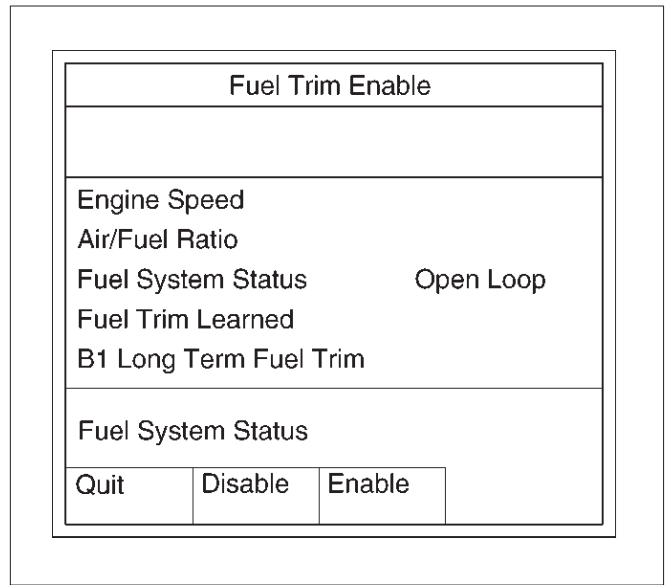 Fuel Trim Enable
Engine Speed
Air/Fuel Ratio
Fuel System Status Open Loop
Fuel Trim Learned
B1 Long Term Fuel Trim
Fuel System Status
Quit Disable Enable